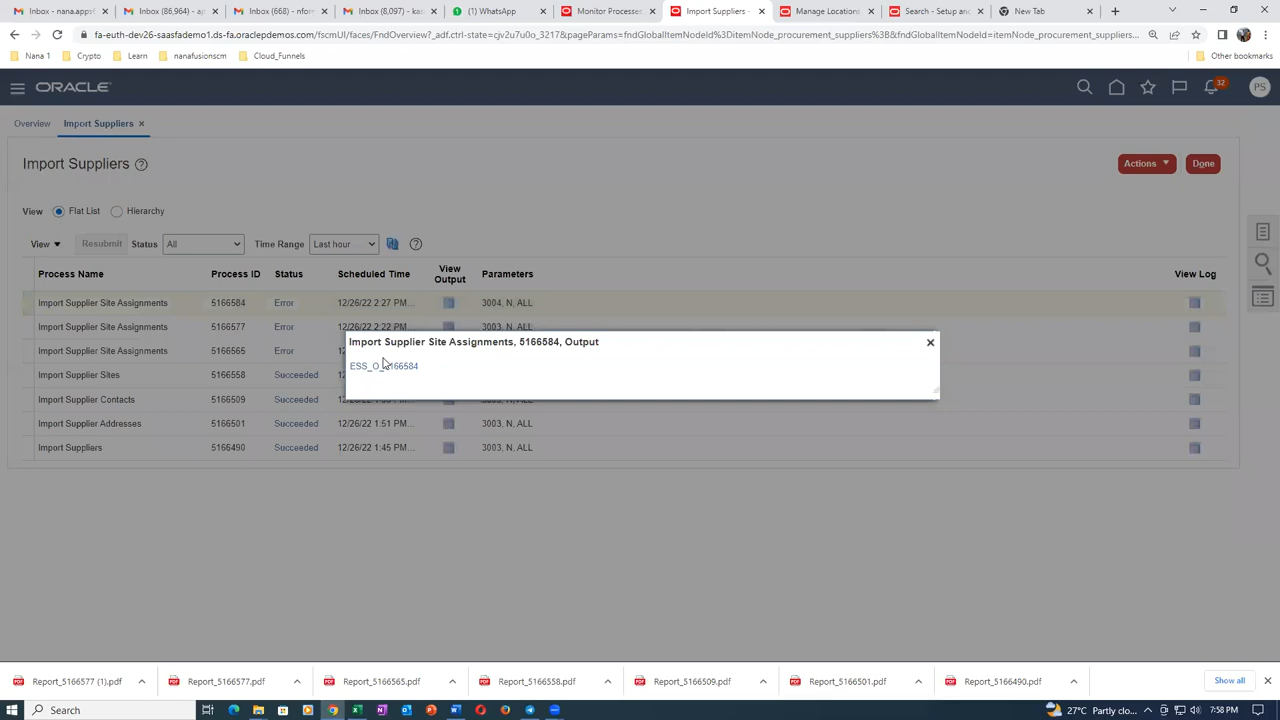 Inbox - nana.apps(
Inbox (86,964) - ap
Inbox (668) - nfore
Inbox (8,097) - kas
(1) WhatsApp
Monitor Processes
Import Suppliers -
Manage Locations
Search - Setup and
New Tab
fa-euth-dev26-saasfademo1.ds-fa.oraclepdemos.com/fscmUI/faces/FndOverview?_adf.ctrl-state=cjv2u7u0o_3217&pageParams=fndGlobalItemNodeId%3DitemNode_procurement_suppliers%3B&fndGlobalItemNodeId=itemNode_procurement_suppliers...
Nana 1
Crypto
Learn
nanafusionscm
Cloud_Funnels
Other bookmarks
ORACLE
32
PS
Overview
Import Suppliers
Import Suppliers
Actions
Done
View
Flat List
Hierarchy
View
Resubmit
Status
All
Time Range
Last hour
Process Name Process ID Status Scheduled Time View Output Parameters View Log
Import Supplier Site Assignments 5166584 Error 12/26/22 2:27 PM... 3004, N, ALL
Import Supplier Site Assignments 5166577 Error 12/26/22 2:22 PM... 3003, N, ALL
Import Supplier Site Assignments 5166565 Error
Import Supplier Sites 5166558 Succeeded
Import Supplier Contacts 5166509 Succeeded
Import Supplier Addresses 5166501 Succeeded 12/26/22 1:51 PM... 3003, N, ALL
Import Suppliers 5166490 Succeeded 12/26/22 1:45 PM... 3003, N, ALL
Import Supplier Site Assignments, 5166584, Output
ESS_O_5166584
Report_5166577 (1).pdf
Report_5166577.pdf
Report_5166565.pdf
Report_5166558.pdf
Report_5166509.pdf
Report_5166501.pdf
Report_5166490.pdf
Show all
Search
27°C Partly clo...
7:58 PM